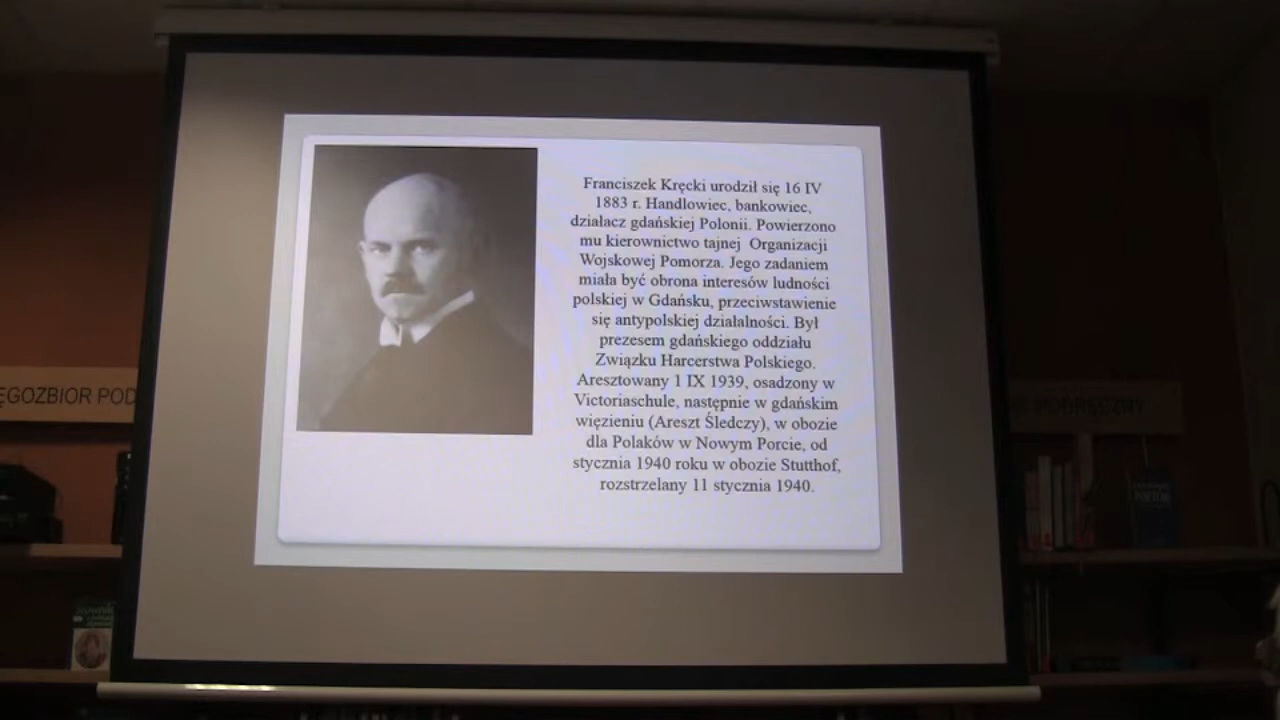 Franciszek Kręcki urodził się 16 IV
1883 r. Handlowiec, bankowiec,
działacz gdańskiej Polonii. Powierzono
mu kierownictwo tajnej Organizacji
Wojskowej Pomorza. Jego zadaniem
miała być obrona interesów ludności
polskiej w Gdańsku, przeciwstawienie
się antypolskiej działalności. Był
prezesem gdańskiego oddziału
Związku Harcerstwa Polskiego.
Aresztowany 1 IX 1939, osadzony w
Victoriaschule, następnie w gdańskim
więzieniu (Areszt Śledczy), w obozie
dla Polaków w Nowym Porcie, od
stycznia 1940 roku w obozie Stutthof,
rozstrzelany 11 stycznia 1940.
ĘGOZBIOR POD
PODRĘCZNY